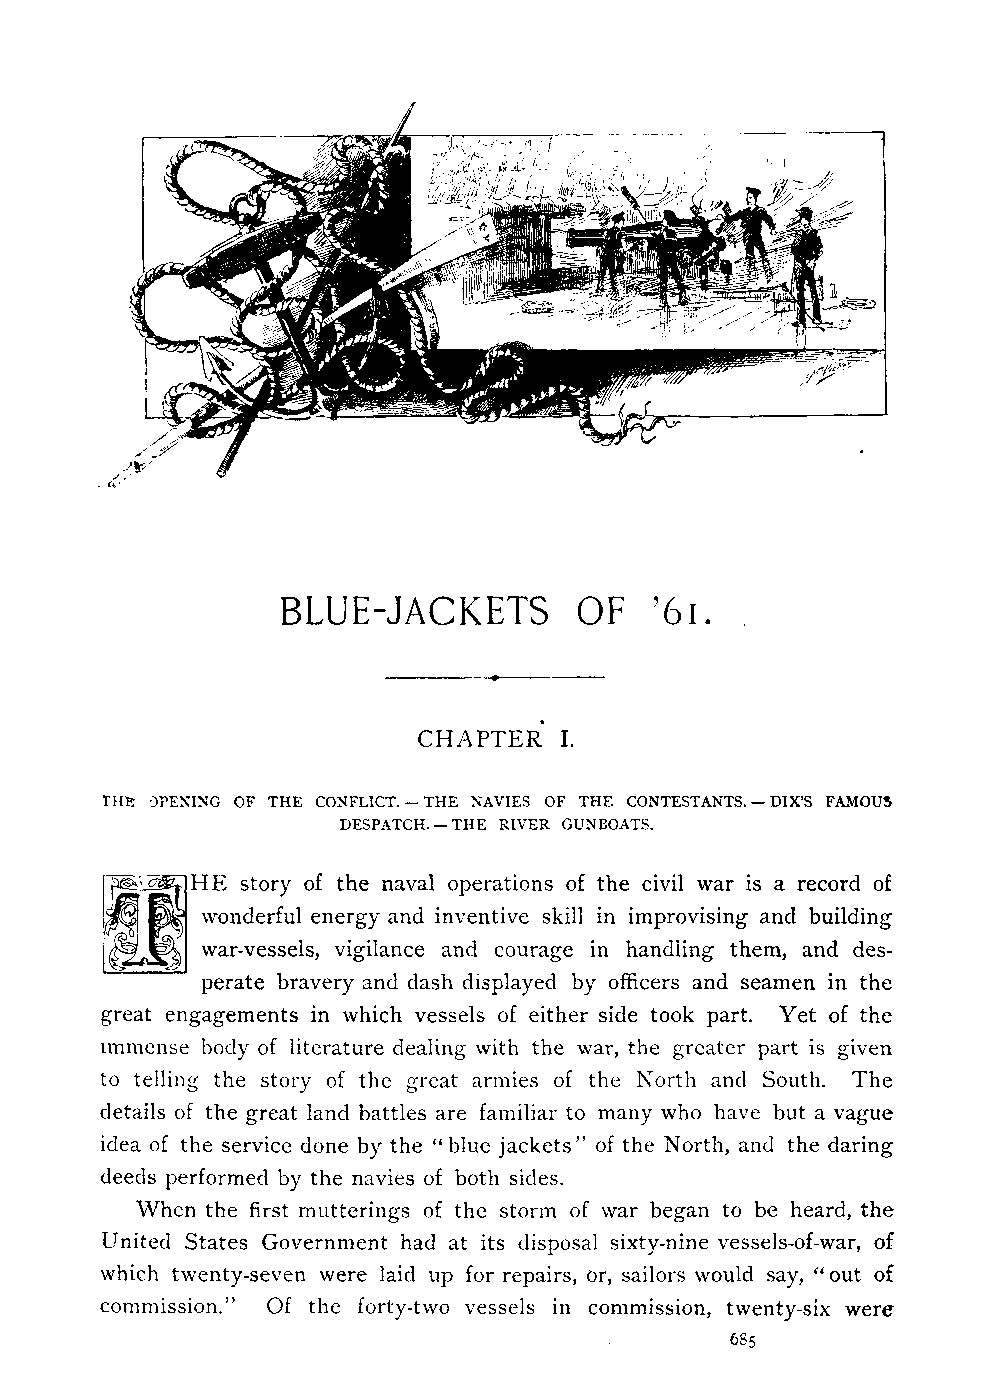 BLUE-JACKETS OF '61.
CHAPTER I.
THE OPENING OF THE CONFLICT. — THE NAVIES OF THE CONTESTANTS. — DIX'S FAMOUS
DESPATCH. — THE RIVER GUNBOATS.
THE story of the naval operations of the civil war is a record of
wonderful energy and inventive skill in improvising and building
war-vessels, vigilance and courage in handling them, and des-
perate bravery and dash displayed by officers and seamen in the
great engagements in which vessels of either side took part. Yet of the
immense body of literature dealing with the war, the greater part is given
to telling the story of the great armies of the North and South. The
details of the great land battles are familiar to many who have but a vague
idea of the service done by the “blue jackets” of the North, and the daring
deeds performed by the navies of both sides.
When the first mutterings of the storm of war began to be heard, the
United States Government had at its disposal sixty-nine vessels-of-war, of
which twenty-seven were laid up for repairs, or, sailors would say, “out of
commission.” Of the forty-two vessels in commission, twenty-six were
685